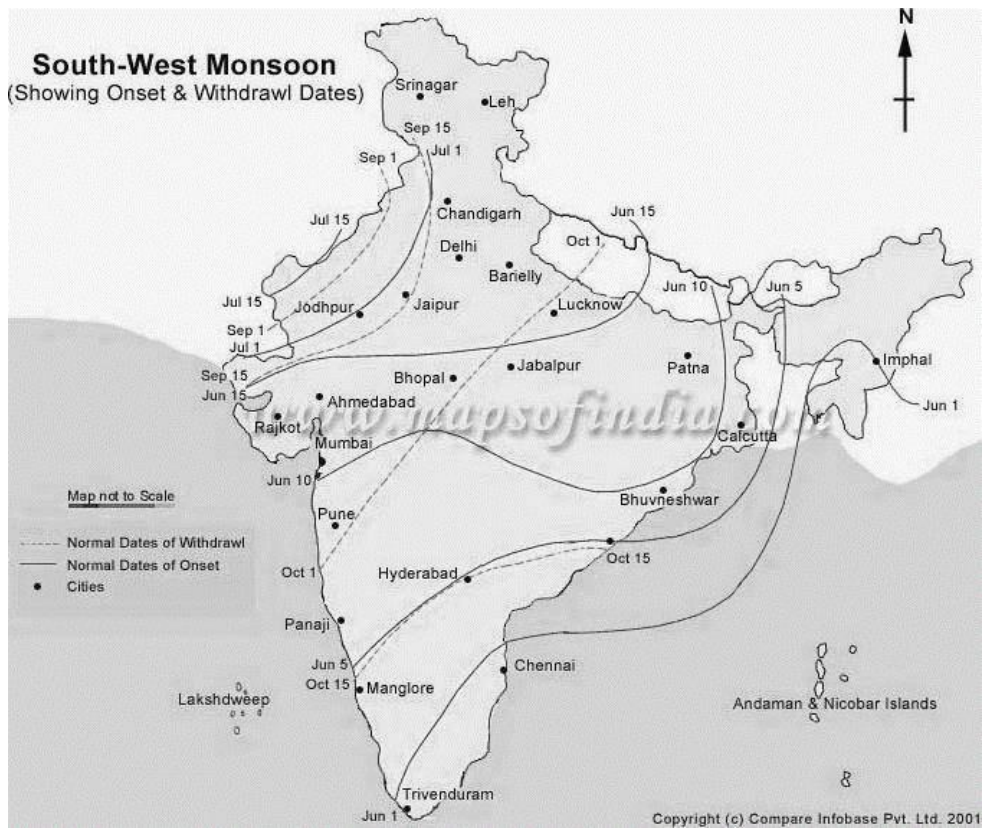 N
South-West Monsoon
(Showing Onset & Withdrawl Dates)
Srinagar
Leh
Sep 15
Jul 1
Sep 1
Chandigarh
Jul 15
Jun 15
Oct 1
Delhi
Barielly
Jun 10
Jun 5
Jul 15
Jodhpur
Jaipur
Lucknow
Sep 1
Jul 1
Imphal
Patna
Jabalpur
Sep 15
Bhopal
Jun 15
Ahmedabad
Jun 1
www.mapsofindia.com
Rajkot
Calcutta
Mumbai
Jun 10
Map not to Scale
Bhuvneshwar
Pune
Normal Dates of Withdrawl
Oct 15
Normal Dates of Onset
Oct 1
Hyderabad
Cities
Panaji
Jun 5
Chennai
Oct 15
Manglore
Lakshdweep
Andaman & Nicobar Islands
Trivenduram
Jun 1
Copyright (c) Compare Infobase Pvt. Ltd. 2001